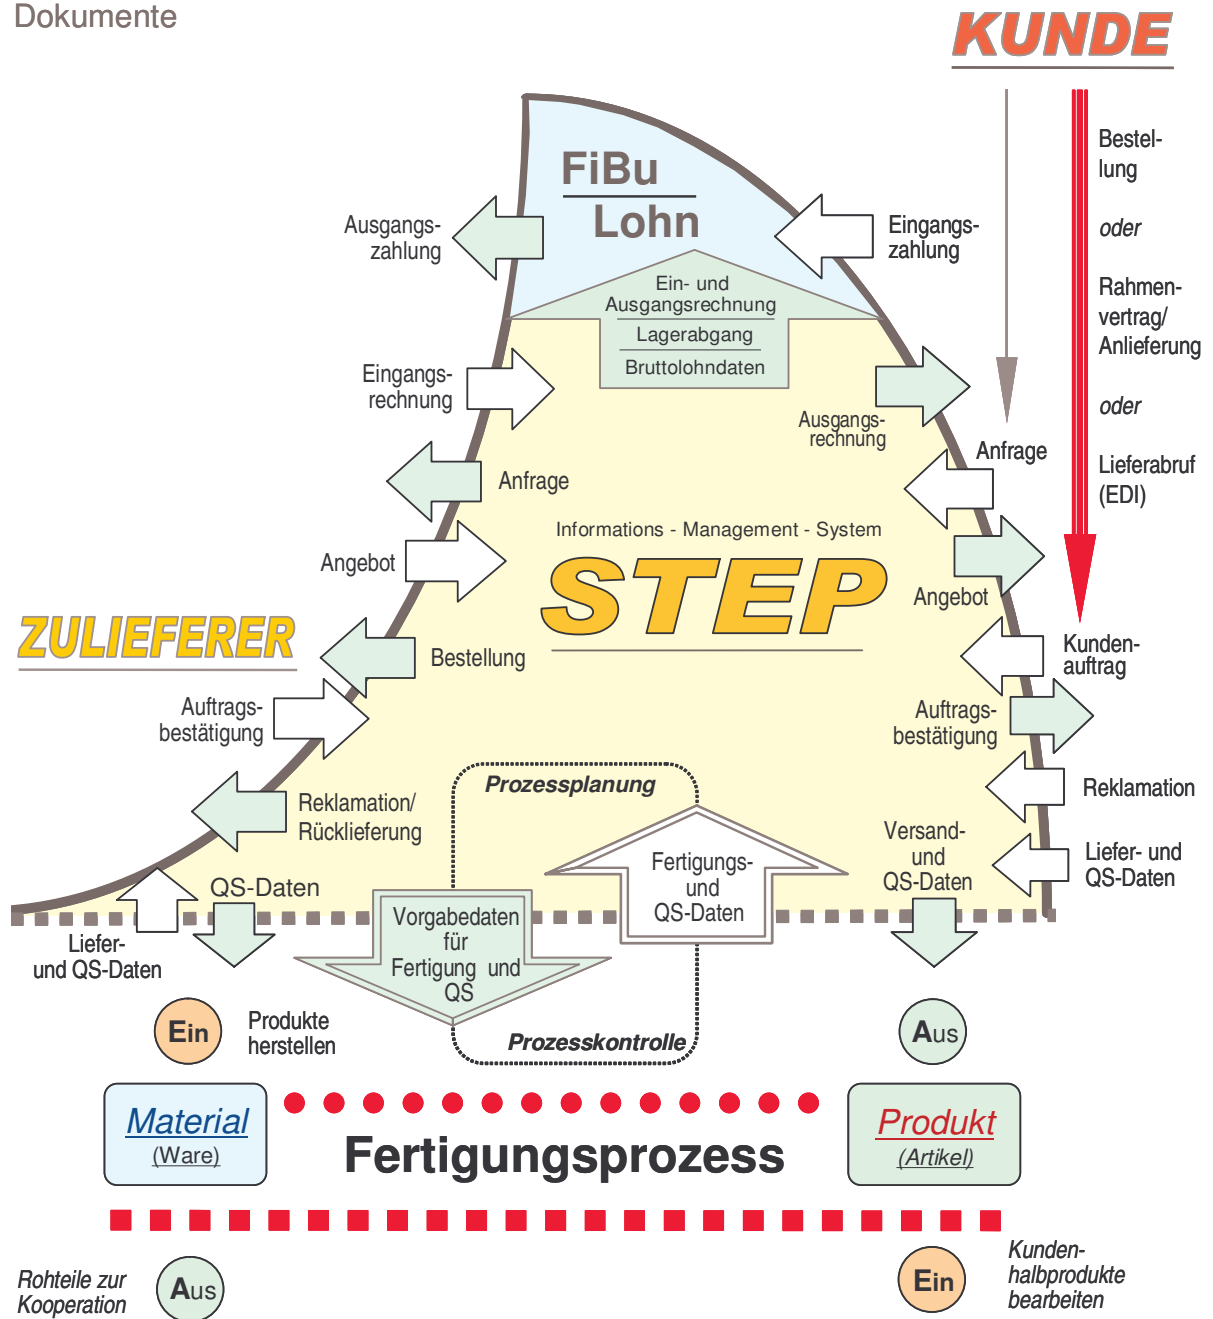 Dokumente
KUNDE
Bestel-
lung
oder
Rahmen-
vertrag/
Anlieferung
oder
Lieferabruf
(EDI)
FiBu
Lohn
Ausgangs-
zahlung
Eingangs-
zahlung
Ein- und
Ausgangsrechnung
Lagerabgang
Bruttolohndaten
Eingangs-
rechnung
Ausgangs-
rechnung
Anfrage
Anfrage
Informations - Management - System
STEP
Angebot
Angebot
ZULIEFERER
Bestellung
Kunden-
auftrag
Auftrags-
bestätigung
Auftrags-
bestätigung
Prozessplanung
Reklamation
Reklamation/
Rücklieferung
Versand-
und
QS-Daten
Liefer- und
QS-Daten
Fertigungs-
und
QS-Daten
QS-Daten
Vorgabedaten
für
Fertigung und
QS
Liefer-
und QS-Daten
Ein
Produkte
herstellen
Prozesskontrolle
Aus
Material
(Ware)
Fertigungsprozess
Produkt
(Artikel)
Rohteile zur
Kooperation
Aus
Ein
Kunden-
halbprodukte
bearbeiten